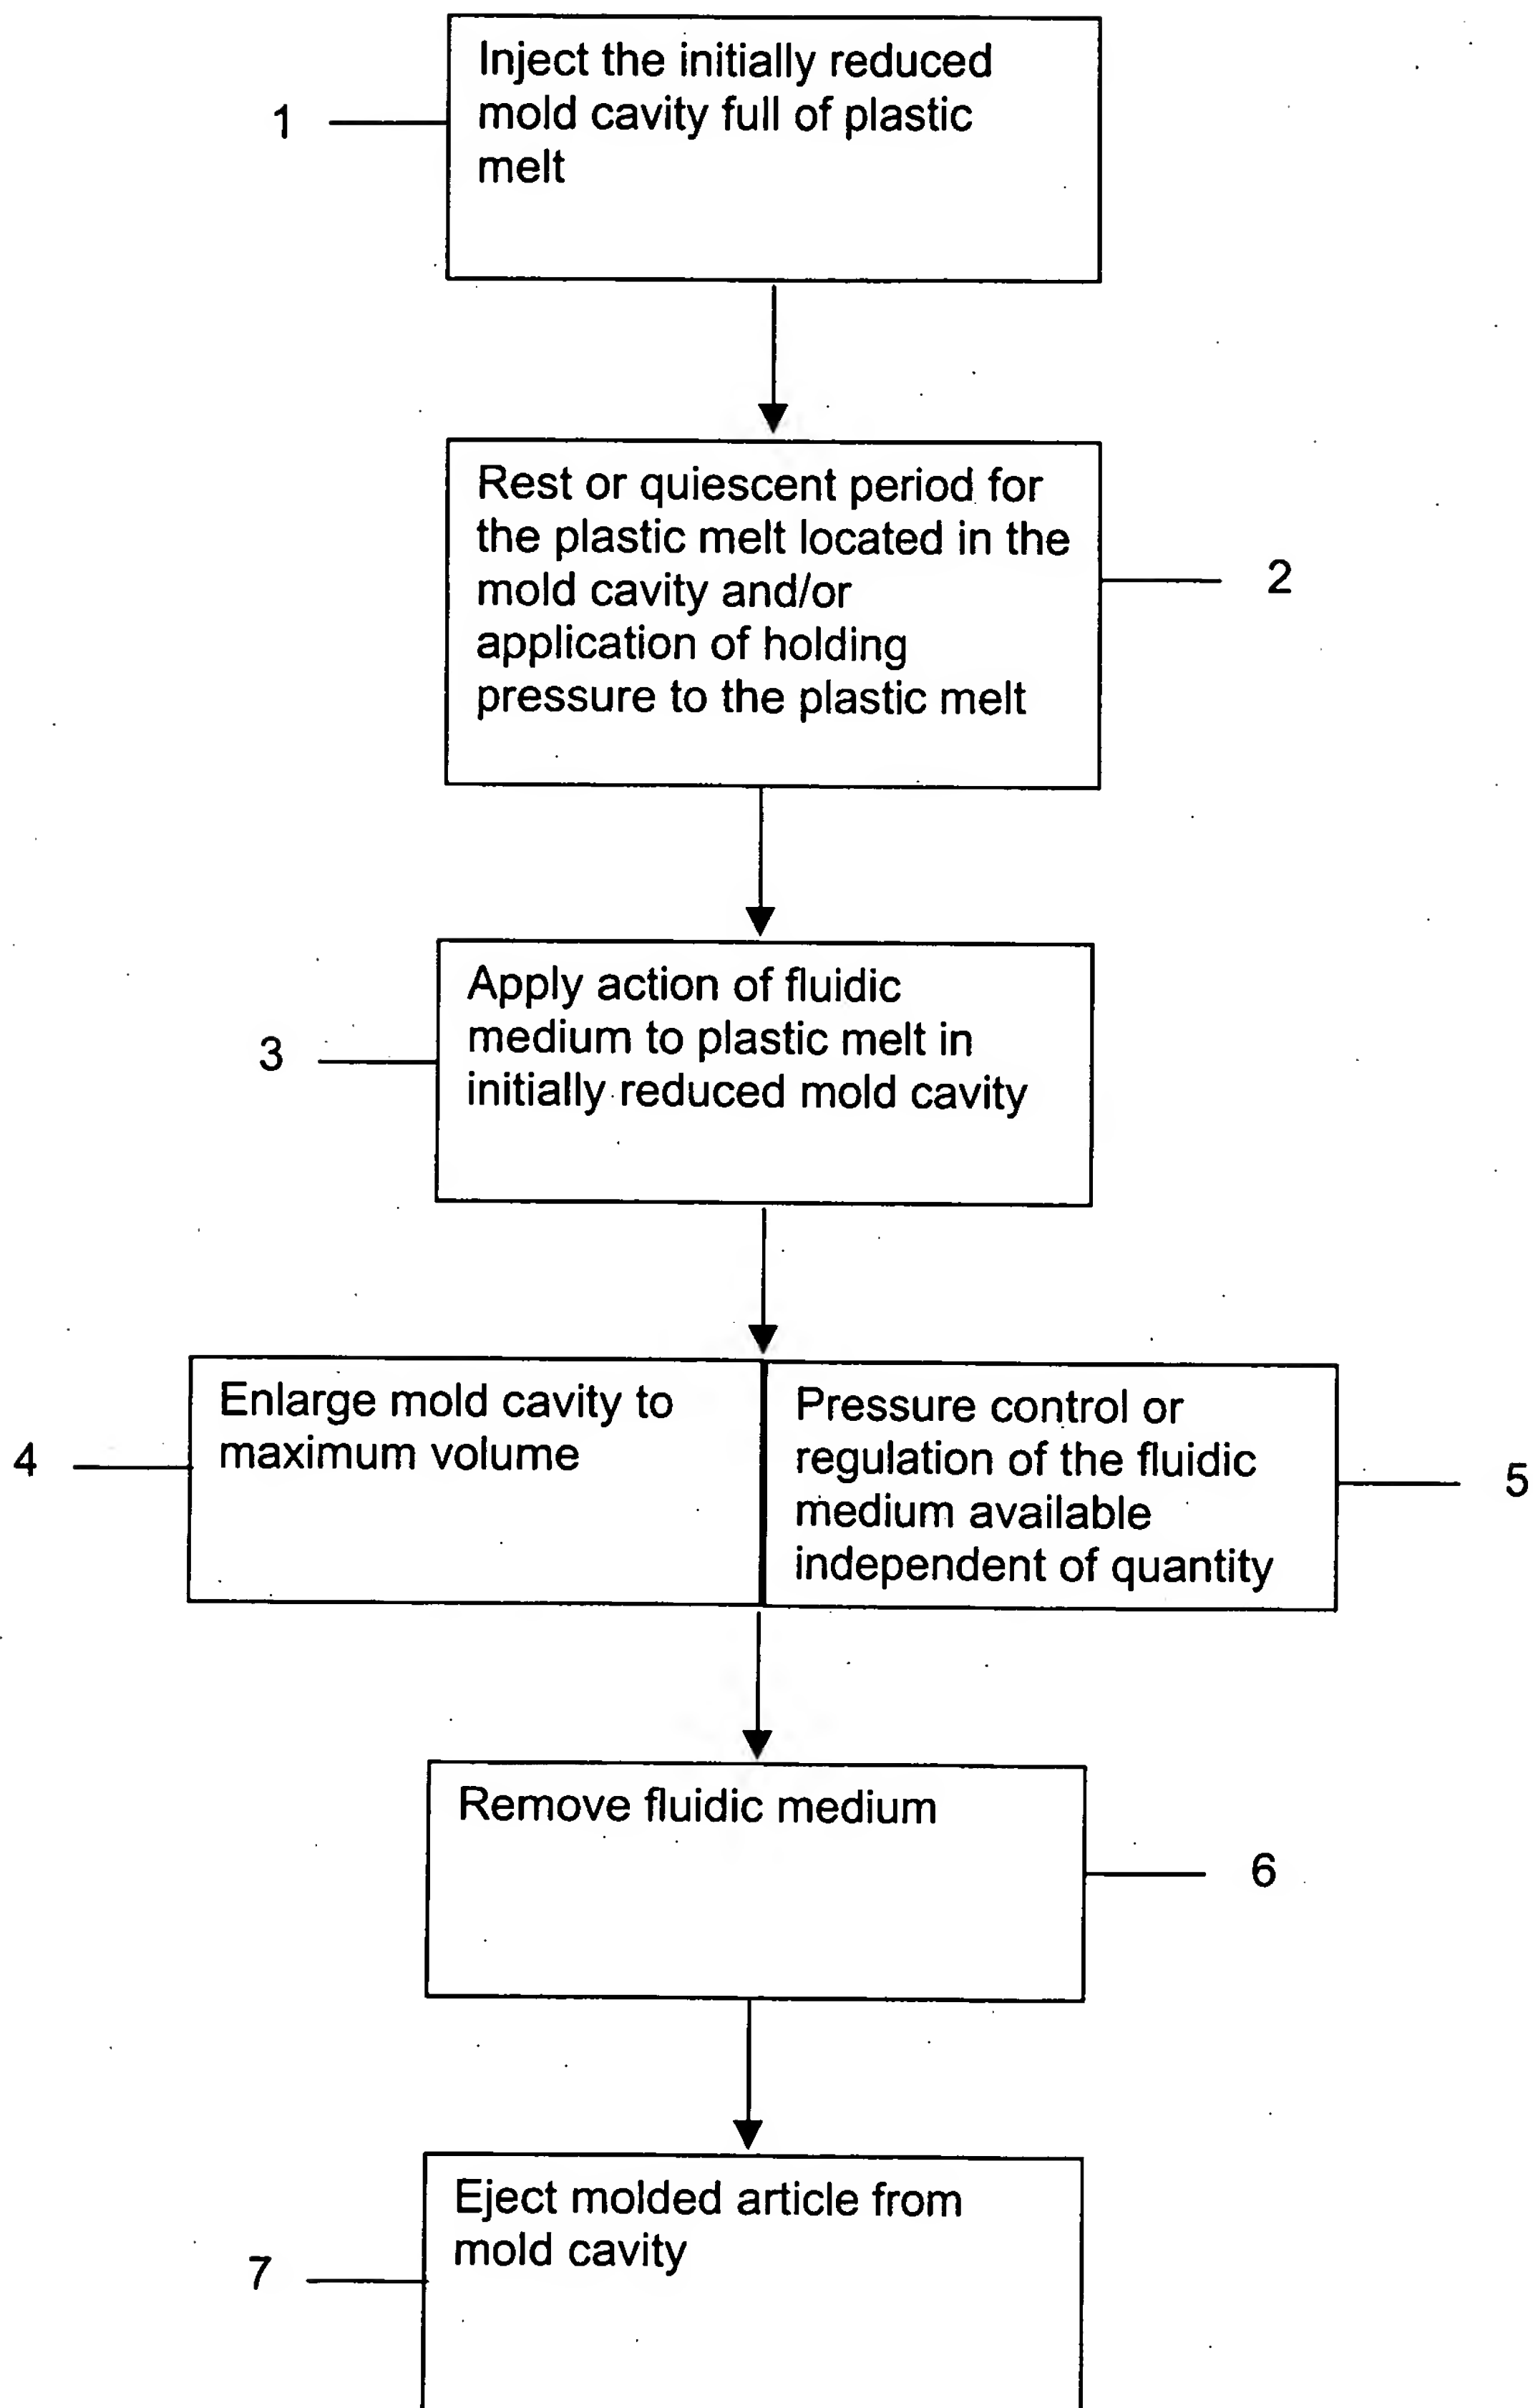 Inject the initially reduced
mold cavity full of plastic
melt
1
Rest or quiescent period for
the plastic melt located in the
mold cavity and/or
application of holding
pressure to the plastic melt
2
Apply action of fluidic
medium to plastic melt in
initially reduced mold cavity
3
Enlarge mold cavity to
maximum volume
4
Pressure control or
regulation of the fluidic
medium available
independent of quantity
5
Remove fluidic medium
6
Eject molded article from
mold cavity
7